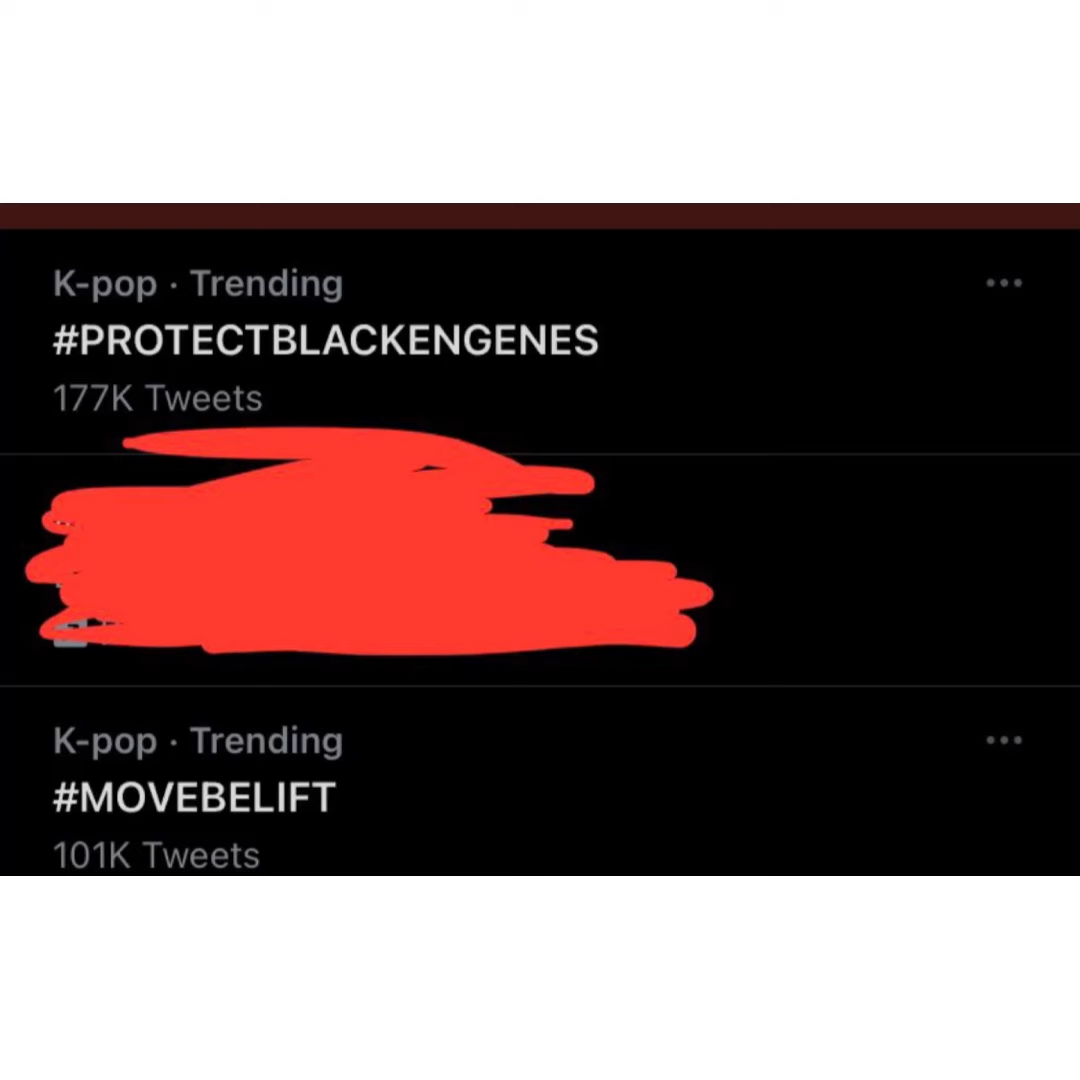 K-pop · Trending
#PROTECTBLACKENGENES
177K Tweets
K-pop · Trending
#MOVEBELIFT
101K Tweets